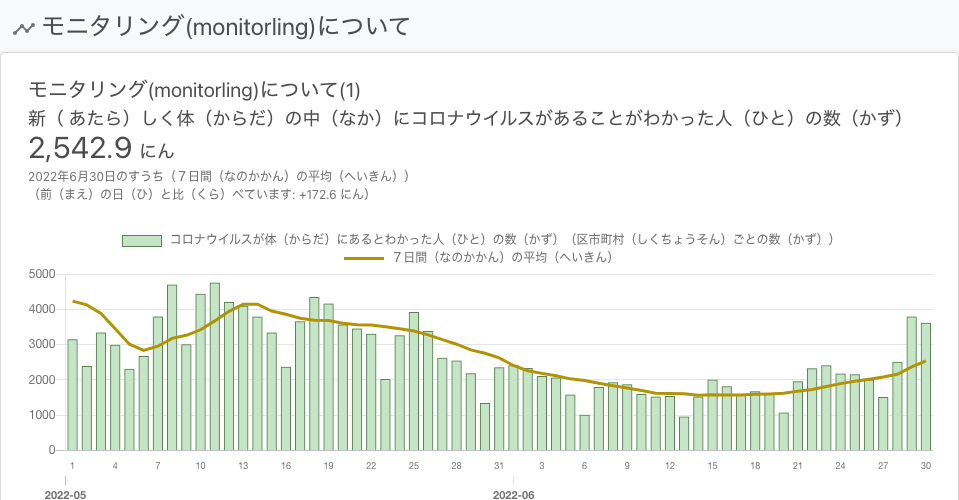 モニタリング(monitorling)について
モニタリング(monitorling)について(1)
新（ あたら）しく体（からだ）の中（なか）にコロナウイルスがあることがわかった人（ひと）の数（かず）
2,542.9 にん
2022年6月30日のすうち（７日間（なのかかん）の平均（へいきん））
（前（まえ）の日（ひ）と比（くら）べています: +172.6 にん）
コロナウイルスが体（からだ）にあるとわかった人（ひと）の数（かず）（区市町村（しくちょうそん）ごとの数（かず））
７日間（なのかかん）の平均（へいきん）
5000
4000
3000
2000
1000
0
1 4 7 10 13 16 19 22 25 28 31 3 6 9 12 15 18 21 24 27 30
2022-05 2022-06